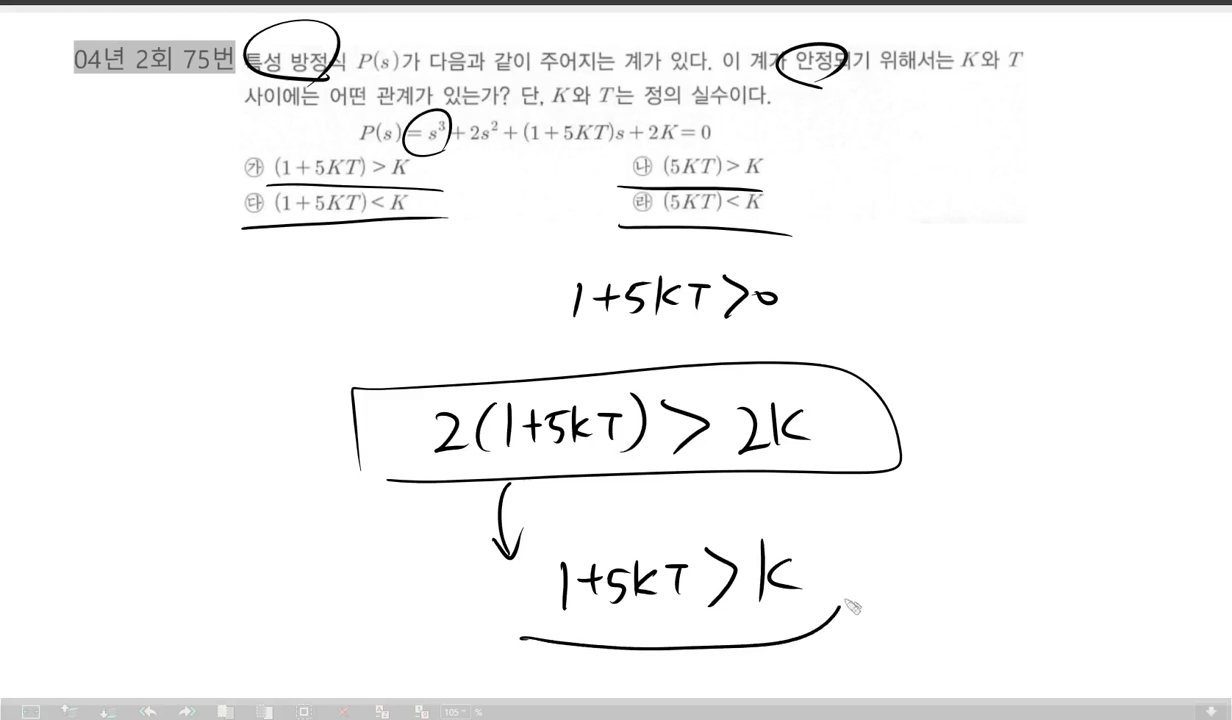 04년 2회 75번 특성 방정식 P(s)가 다음과 같이 주어지는 계가 있다. 이 계가 안정되기 위해서는 K와 T
사이에는 어떤 관계가 있는가? 단, K와 T는 정의 실수이다.
P(s) = s³ + 2s² + (1 + 5KT)s + 2K = 0
㉮ (1 + 5KT) > K ㉯ (5KT) > K
㉰ (1 + 5KT) < K ㉱ (5KT) < K
1+5KT>0
2(1+5KT) > 2K
1+5KT > K
105 %